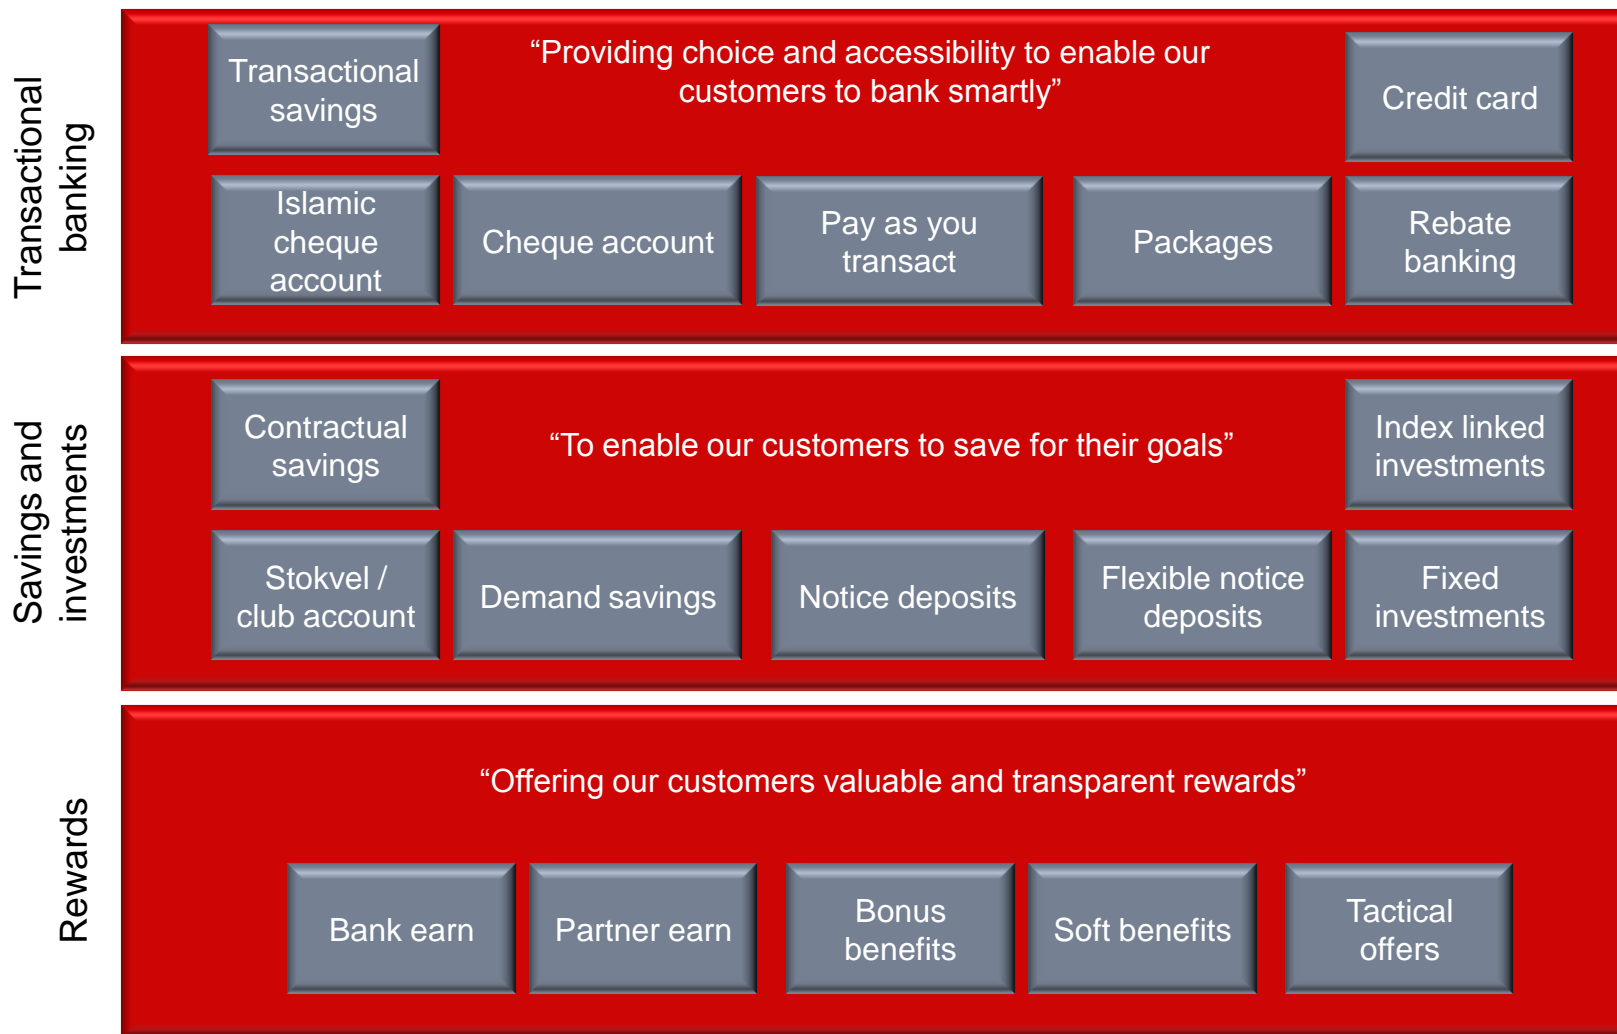 Transactional
banking
Transactional
savings
“Providing choice and accessibility to enable our
customers to bank smartly”
Credit card
Islamic
cheque
account
Cheque account
Pay as you
transact
Packages
Rebate
banking
Savings and
investments
Contractual
savings
“To enable our customers to save for their goals”
Index linked
investments
Stokvel /
club account
Demand savings
Notice deposits
Flexible notice
deposits
Fixed
investments
Rewards
“Offering our customers valuable and transparent rewards”
Bank earn
Partner earn
Bonus
benefits
Soft benefits
Tactical
offers